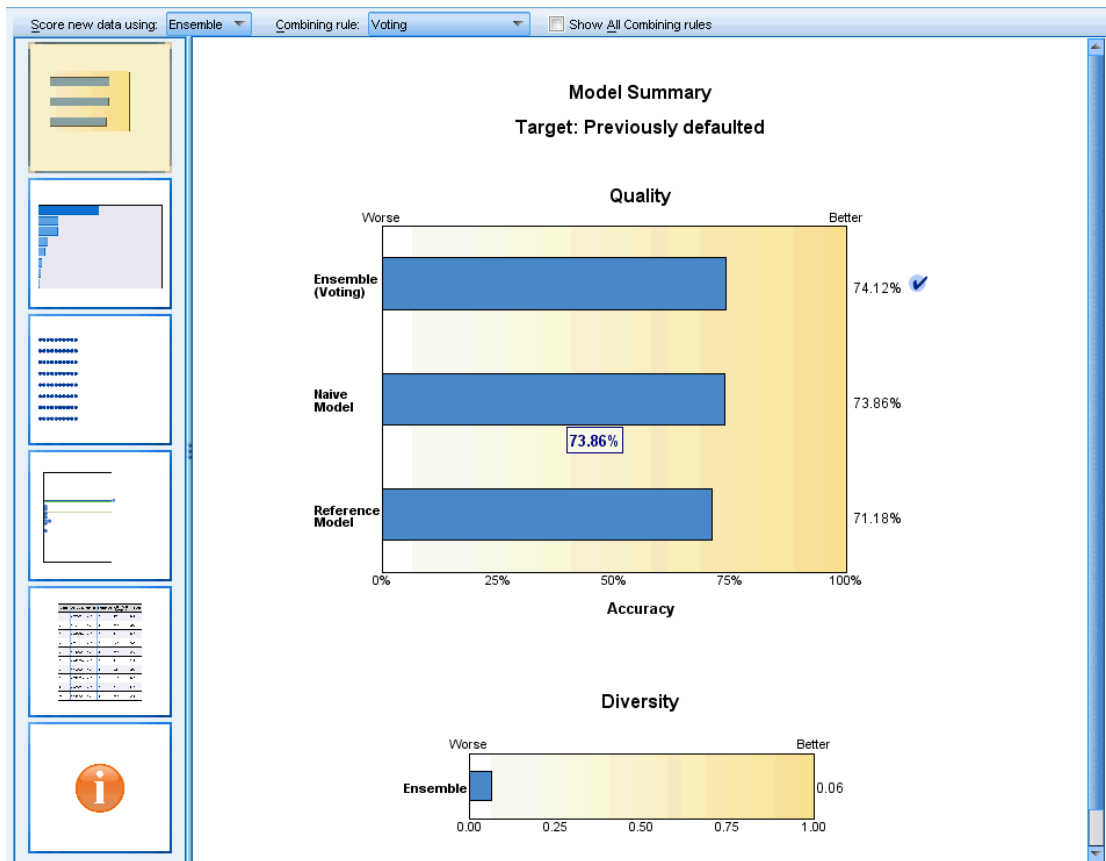 Score new data using: Ensemble Combining rule: Voting Show All Combining rules
Model Summary
Target: Previously defaulted
Quality
Worse Better
Ensemble
(Voting)
74.12%
Naive
Model
73.86%
73.86%
Reference
Model
71.18%
0% 25% 50% 75% 100%
Accuracy
Diversity
Worse Better
Ensemble 0.06
0.00 0.25 0.50 0.75 1.00